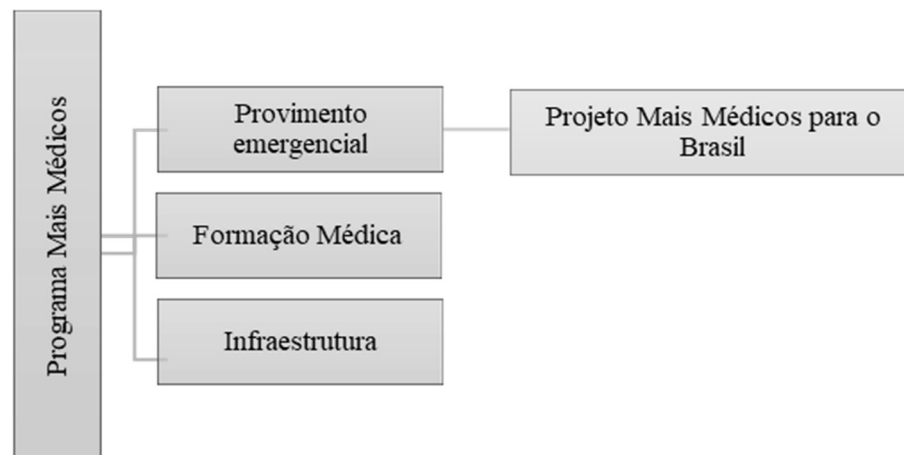 Programa Mais Médicos
Provimento
emergencial
Projeto Mais Médicos para o
Brasil
Formação Médica
Infraestrutura